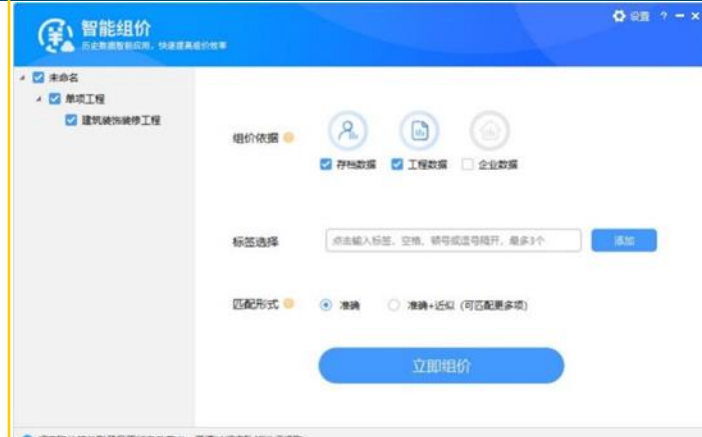 智能组价
历史数据智能应用，快速提高组价效率
设置 ?
未命名
单项工程
建筑装饰装修工程
组价依据
存档数据 工程数据 企业数据
标签选择
点击输入标签，空格、顿号或逗号隔开，最多3个 添加
匹配形式
准确 准确+近似（可匹配更多项）
立即组价